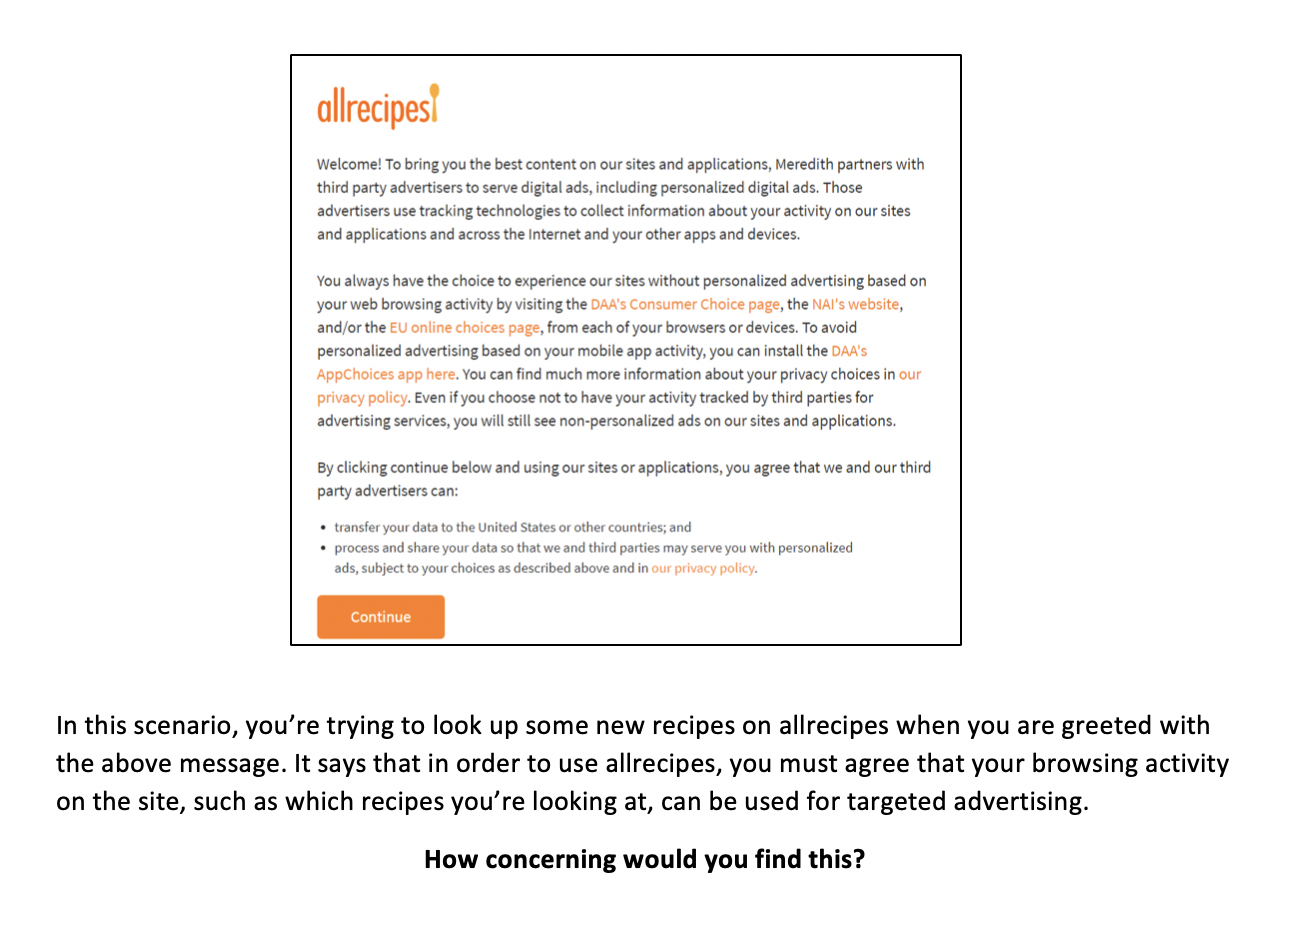 allrecipes
Welcome! To bring you the best content on our sites and applications, Meredith partners with
third party advertisers to serve digital ads, including personalized digital ads. Those
advertisers use tracking technologies to collect information about your activity on our sites
and applications and across the Internet and your other apps and devices.
You always have the choice to experience our sites without personalized advertising based on
your web browsing activity by visiting the DAA's Consumer Choice page, the NAI's website,
and/or the EU online choices page, from each of your browsers or devices. To avoid
personalized advertising based on your mobile app activity, you can install the DAA's
AppChoices app here. You can find much more information about your privacy choices in our
privacy policy. Even if you choose not to have your activity tracked by third parties for
advertising services, you will still see non-personalized ads on our sites and applications.
By clicking continue below and using our sites or applications, you agree that we and our third
party advertisers can:
• transfer your data to the United States or other countries; and
• process and share your data so that we and third parties may serve you with personalized
ads, subject to your choices as described above and in our privacy policy.
Continue
In this scenario, you’re trying to look up some new recipes on allrecipes when you are greeted with
the above message. It says that in order to use allrecipes, you must agree that your browsing activity
on the site, such as which recipes you’re looking at, can be used for targeted advertising.
How concerning would you find this?